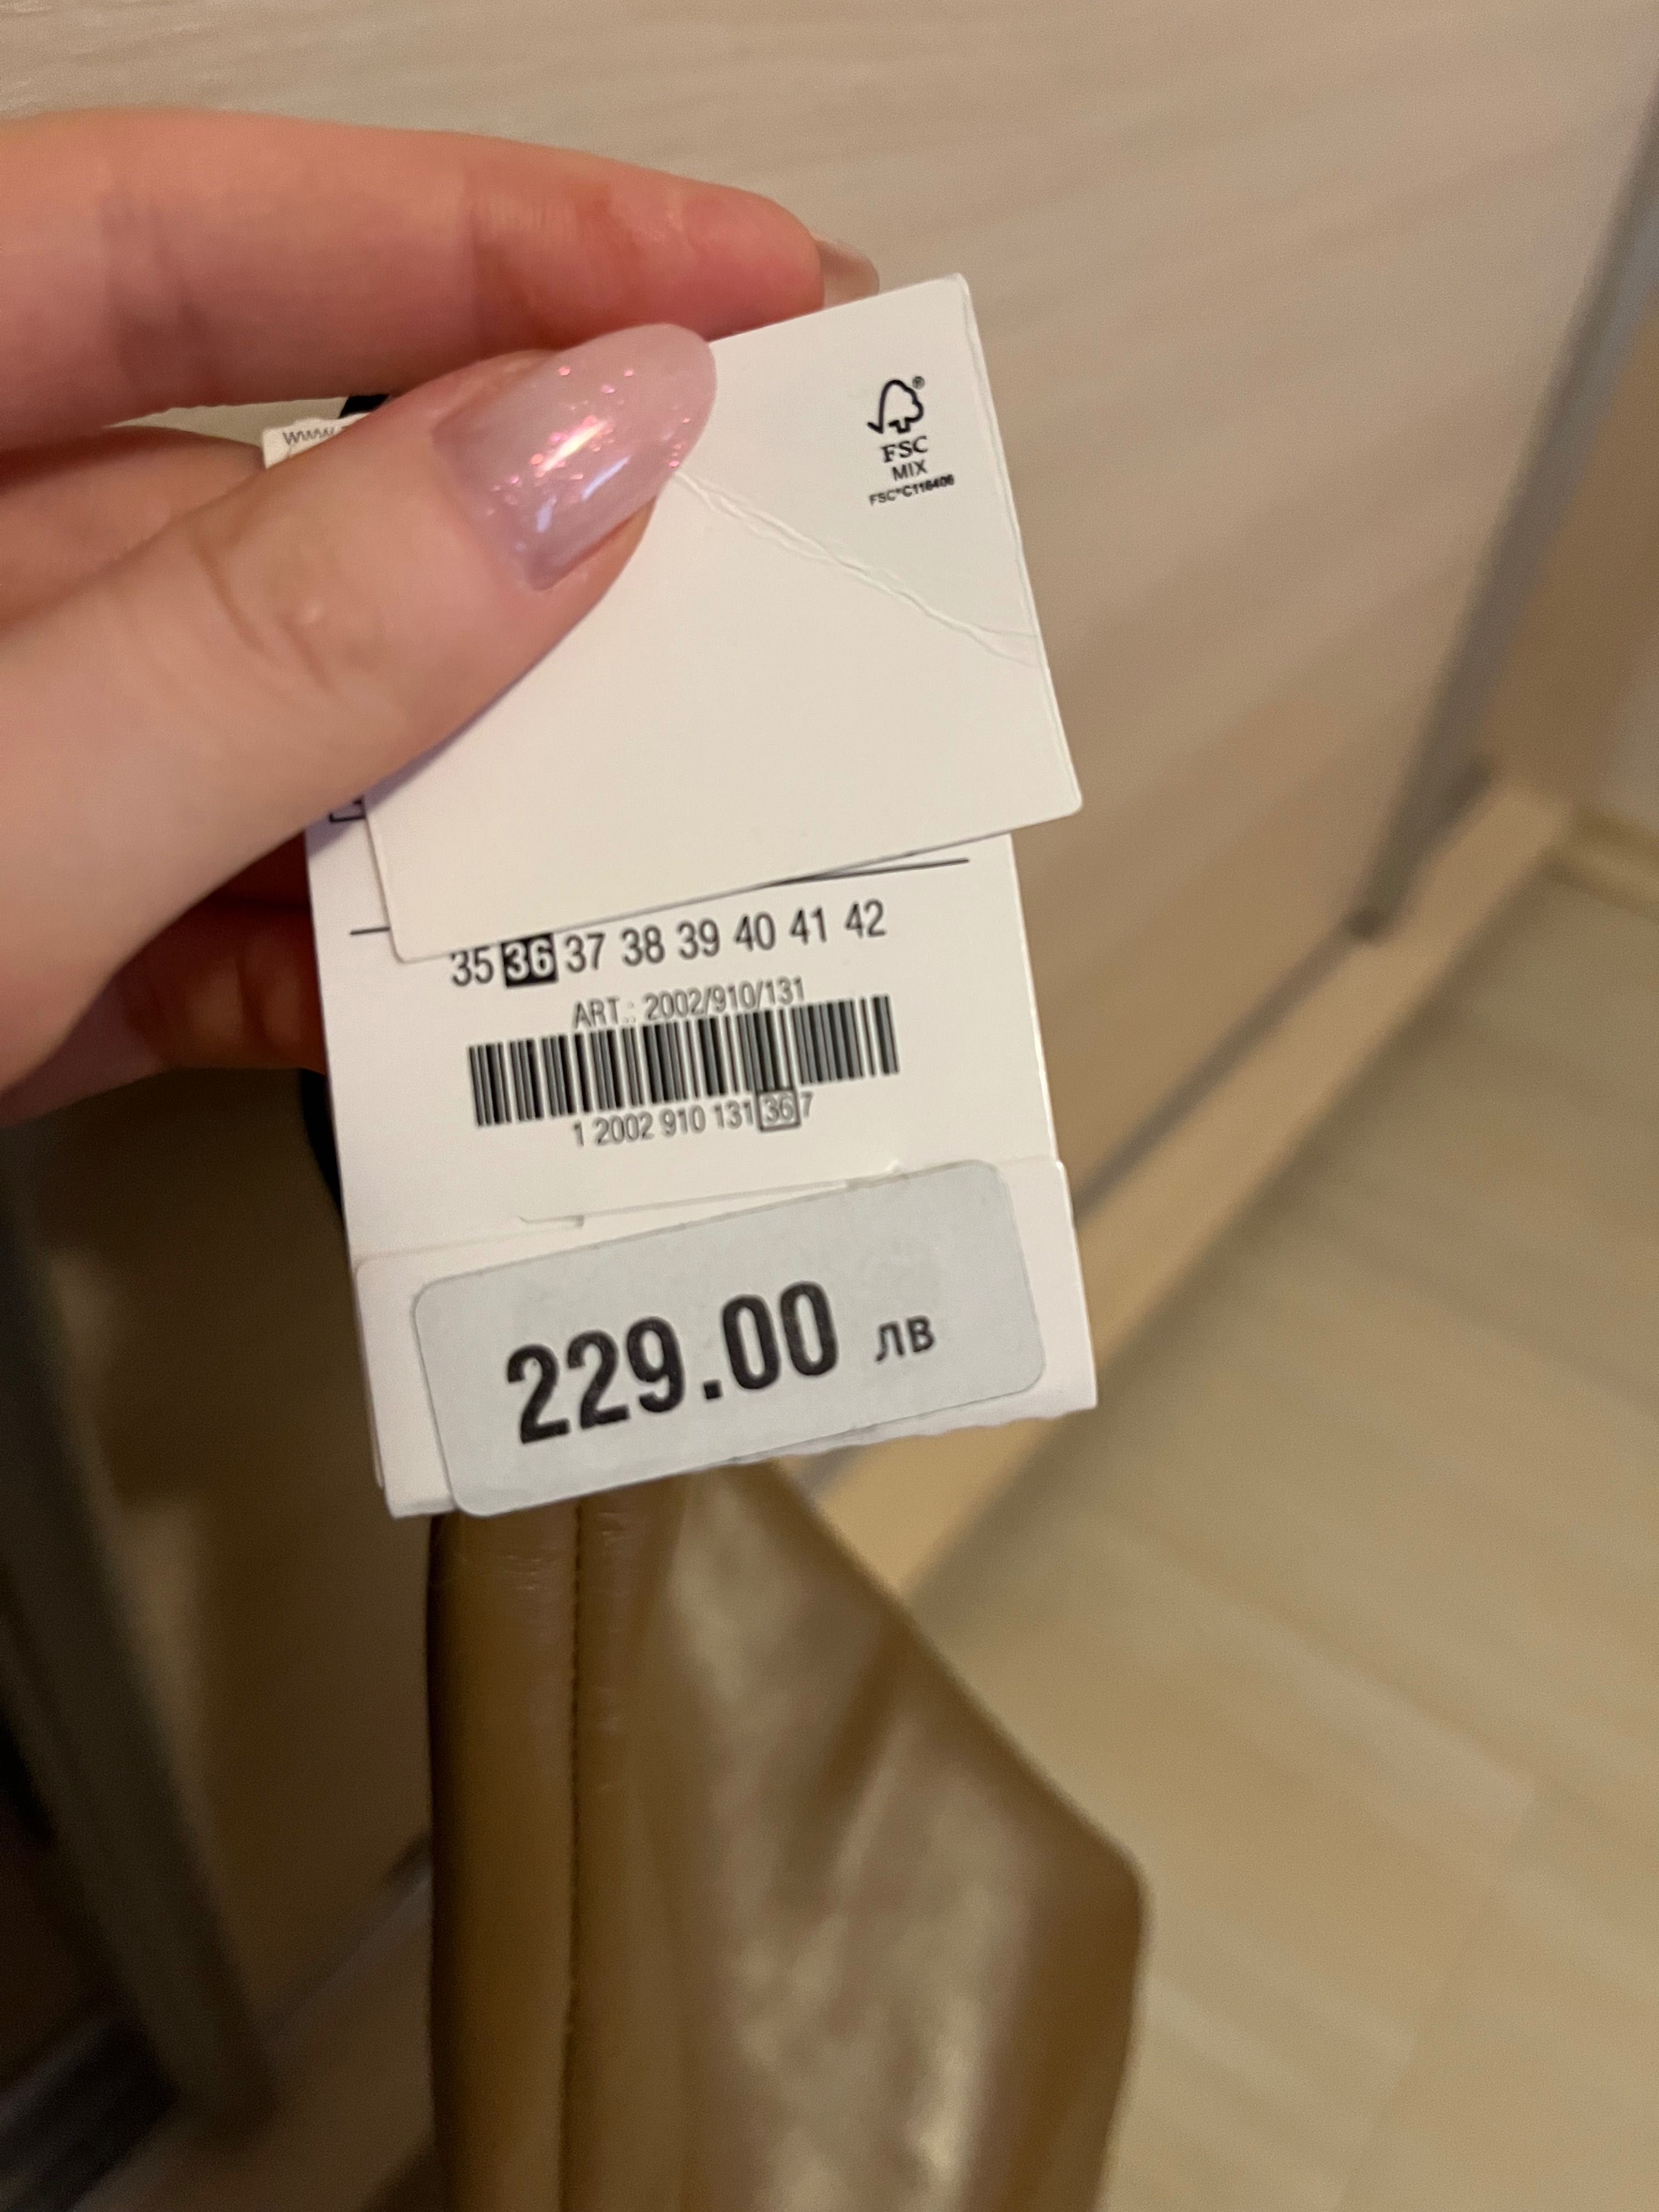 www.
®
FSC
MIX
FSC®C116406
35 36 37 38 39 40 41 42
ART.: 2002/910/131
1 2002 910 131 36 7
229.00 лв